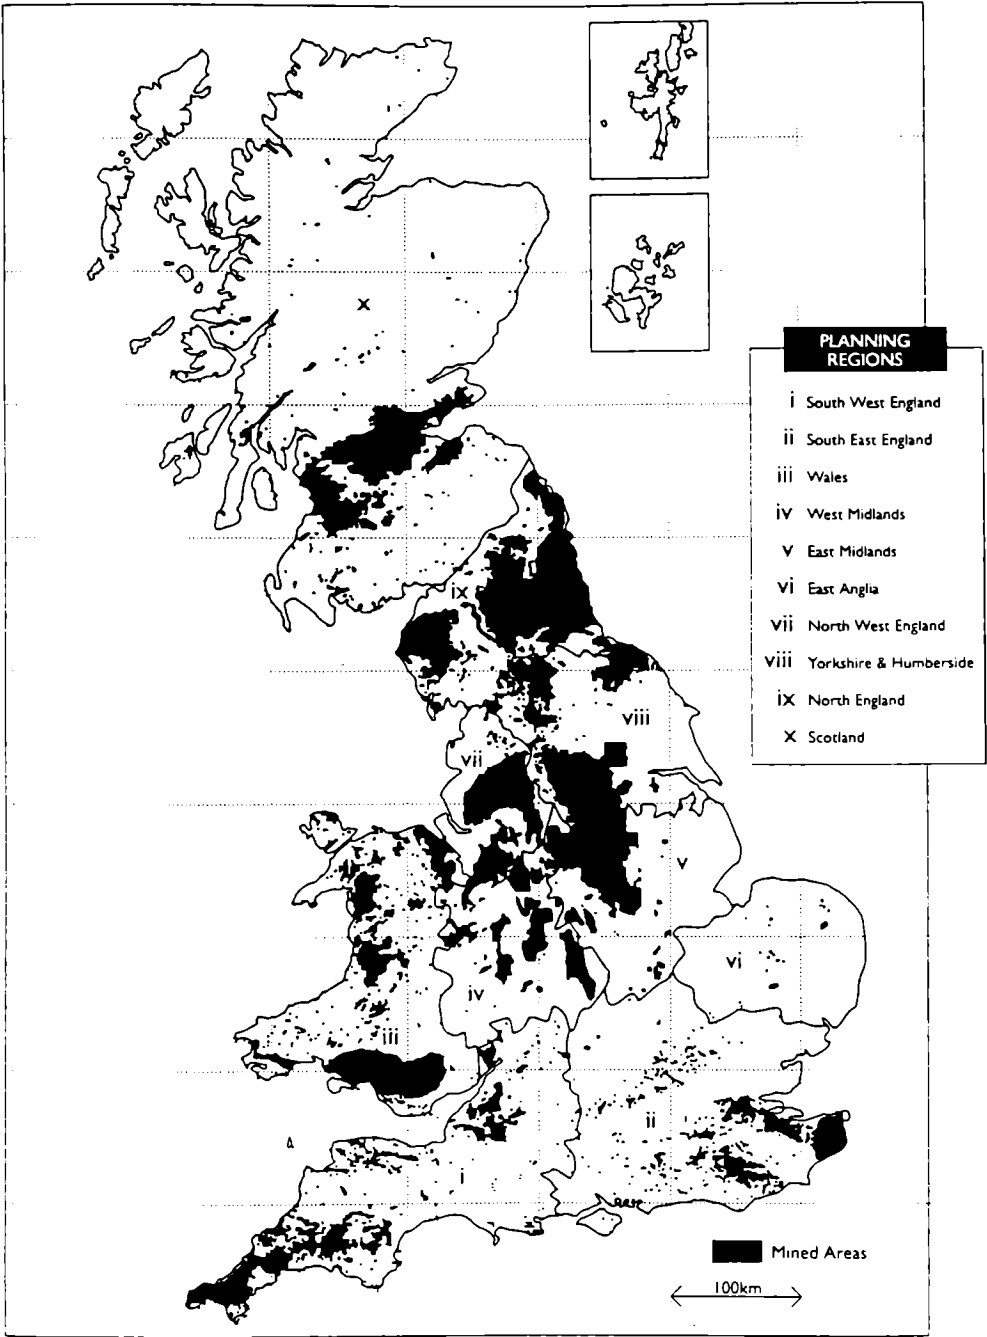 PLANNING
REGIONS
i South West England
ii South East England
iii Wales
iv West Midlands
v East Midlands
vi East Anglia
vii North West England
viii Yorkshire & Humberside
ix North England
x Scotland
x
ix
viii
vii
v
vi
iv
iii
ii
i
Mined Areas
100km